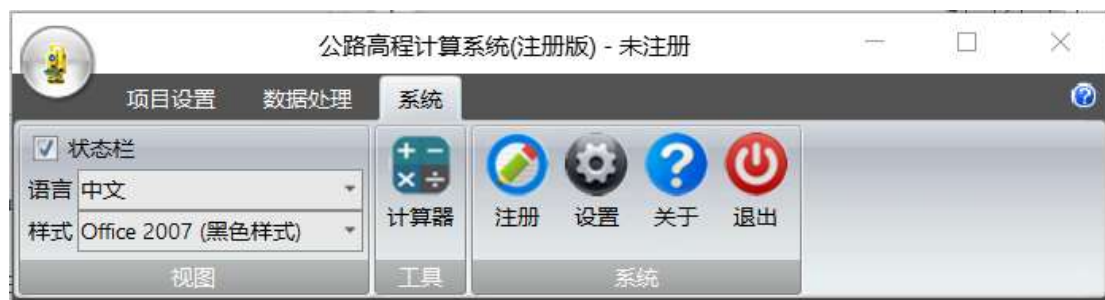 公路高程计算系统(注册版) - 未注册
项目设置 数据处理 系统
状态栏
语言 中文
样式 Office 2007 (黑色样式)
计算器 注册 设置 关于 退出
视图 工具 系统